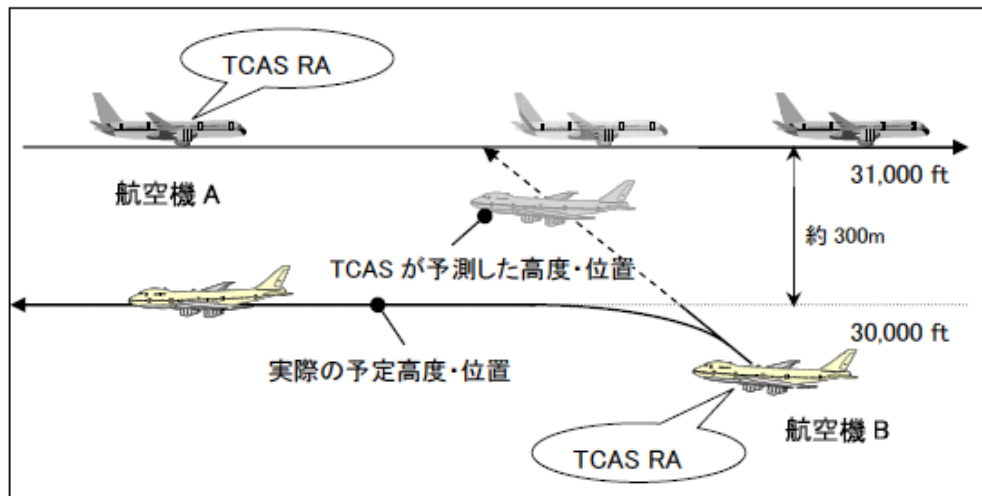 TCAS RA
航空機 A
31,000 ft
約 300m
TCAS が予測した高度・位置
30,000 ft
実際の予定高度・位置
航空機 B
TCAS RA